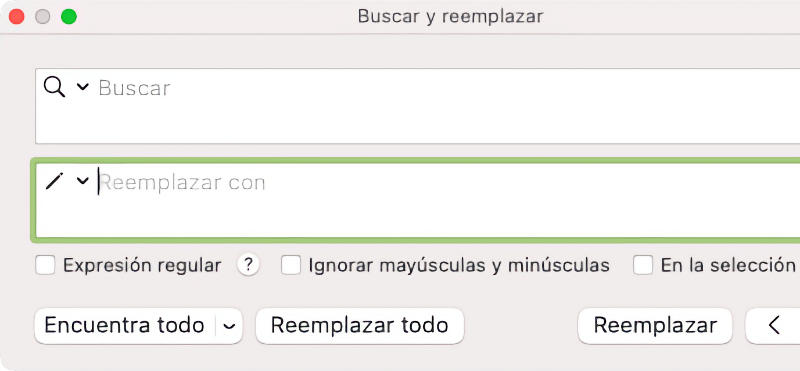 Buscar y reemplazar
Buscar
Reemplazar con
Expresión regular ? Ignorar mayúsculas y minúsculas En la selección
Encuentra todo Reemplazar todo Reemplazar